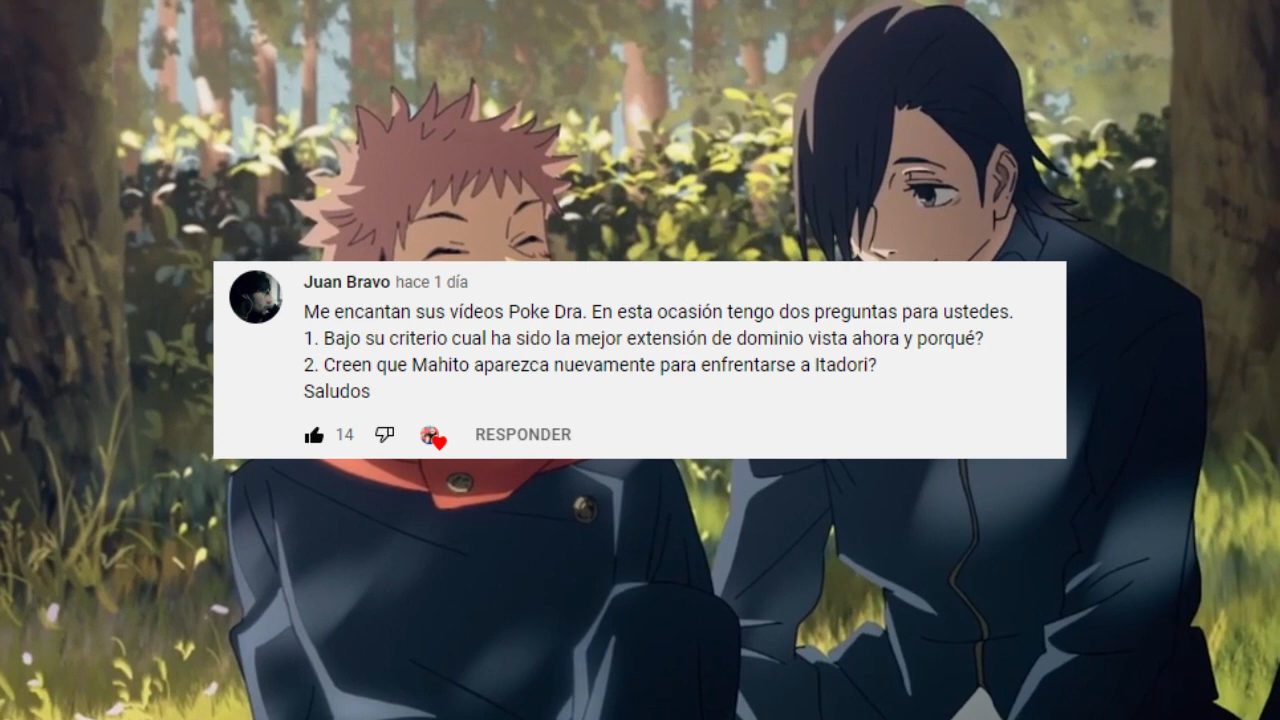 Juan Bravo hace 1 día
Me encantan sus vídeos Poke Dra. En esta ocasión tengo dos preguntas para ustedes.
1. Bajo su criterio cual ha sido la mejor extensión de dominio vista ahora y porqué?
2. Creen que Mahito aparezca nuevamente para enfrentarse a Itadori?
Saludos
14 RESPONDER